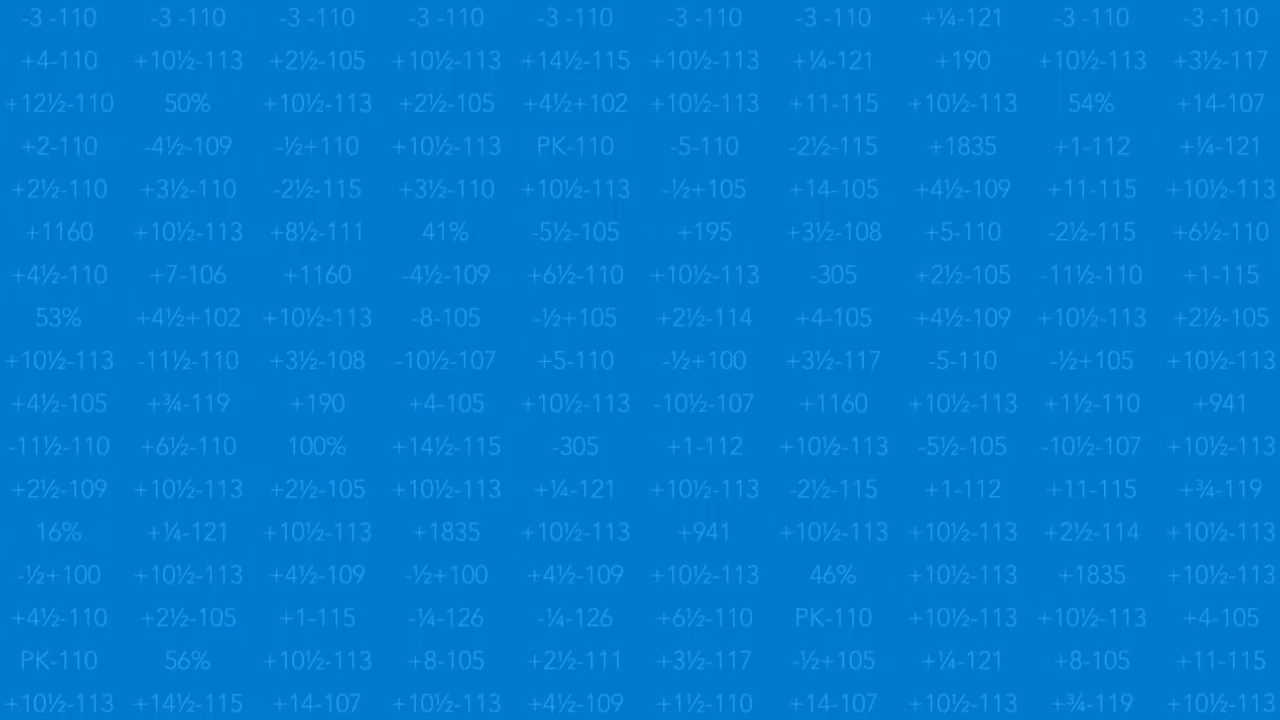 -3 -110 -3 -110 -3 -110 -3 -110 -3 -110 -3 -110 -3 -110 +¼-121 -3 -110 -3 -110
+4-110 +10½-113 +2½-105 +10½-113 +14½-115 +10½-113 +¼-121 +190 +10½-113 +3½-117
+12½-110 50% +10½-113 +2½-105 +4½+102 +10½-113 +11-115 +10½-113 54% +14-107
+2-110 -4½-109 -½+110 +10½-113 PK-110 -5-110 -2½-115 +1835 +1-112 +¼-121
+2½-110 +3½-110 -2½-115 +3½-110 +10½-113 -½+105 +14-105 +4½-109 +11-115 +10½-113
+1160 +10½-113 +8½-111 41% -5½-105 +195 +3½-108 +5-110 -2½-115 +6½-110
+4½-110 +7-106 +1160 -4½-109 +6½-110 +10½-113 -305 +2½-105 -11½-110 +1-115
53% +4½+102 +10½-113 -8-105 -½+105 +2½-114 +4-105 +4½-109 +10½-113 +2½-105
+10½-113 -11½-110 +3½-108 -10½-107 +5-110 -½+100 +3½-117 -5-110 -½+105 +10½-113
+4½-105 +¾-119 +190 +4-105 +10½-113 -10½-107 +1160 +10½-113 +1½-110 +941
-11½-110 +6½-110 100% +14½-115 -305 +1-112 +10½-113 -5½-105 -10½-107 +10½-113
+2½-109 +10½-113 +2½-105 +10½-113 +¼-121 +10½-113 -2½-115 +1-112 +11-115 +¾-119
16% +¼-121 +10½-113 +1835 +10½-113 +941 +10½-113 +10½-113 +2½-114 +10½-113
-½+100 +10½-113 +4½-109 -½+100 +4½-109 +10½-113 46% +10½-113 +1835 +10½-113
+4½-110 +2½-105 +1-115 -¼-126 -¼-126 +6½-110 PK-110 +10½-113 +10½-113 +4-105
PK-110 56% +10½-113 +8-105 +2½-111 +3½-117 -½+105 +¼-121 +8-105 +11-115
+10½-113 +14½-115 +14-107 +10½-113 +4½-109 +1½-110 +14-107 +10½-113 +¾-119 +10½-113